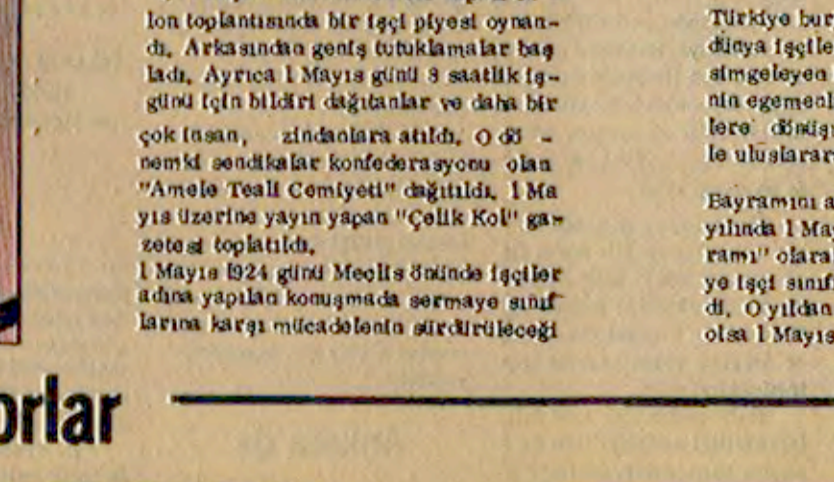 lon toplantısında bir işçi piyesi oynan-
dı. Arkasından geniş tutuklamalar baş
ladı. Ayrıca 1 Mayıs günü 8 saatlik iş-
günü için bildiri dağıtanlar ve daha bir
çok insan, zindanlara atıldı. O dö -
nemki sendikalar konfederasyonu olan
"Amele Teali Cemiyeti" dağıtıldı. 1 Ma
yıs üzerine yayın yapan "Çelik Kol" ga-
zetesi toplatıldı.
1 Mayıs 1924 günü Meclis önünde işçiler
adına yapılan konuşmada sermaye sınıf
larına karşı mücadelenin sürdürüleceği
Türkiye bur
dünya işçile
simgeleyen
nin egemenl
lere dönüş
le uluslarar
Bayramını a
yılında 1 May
ramı" olara
ye işçi sınıf
di. O yıldan
olsa 1 Mayıs
orlar